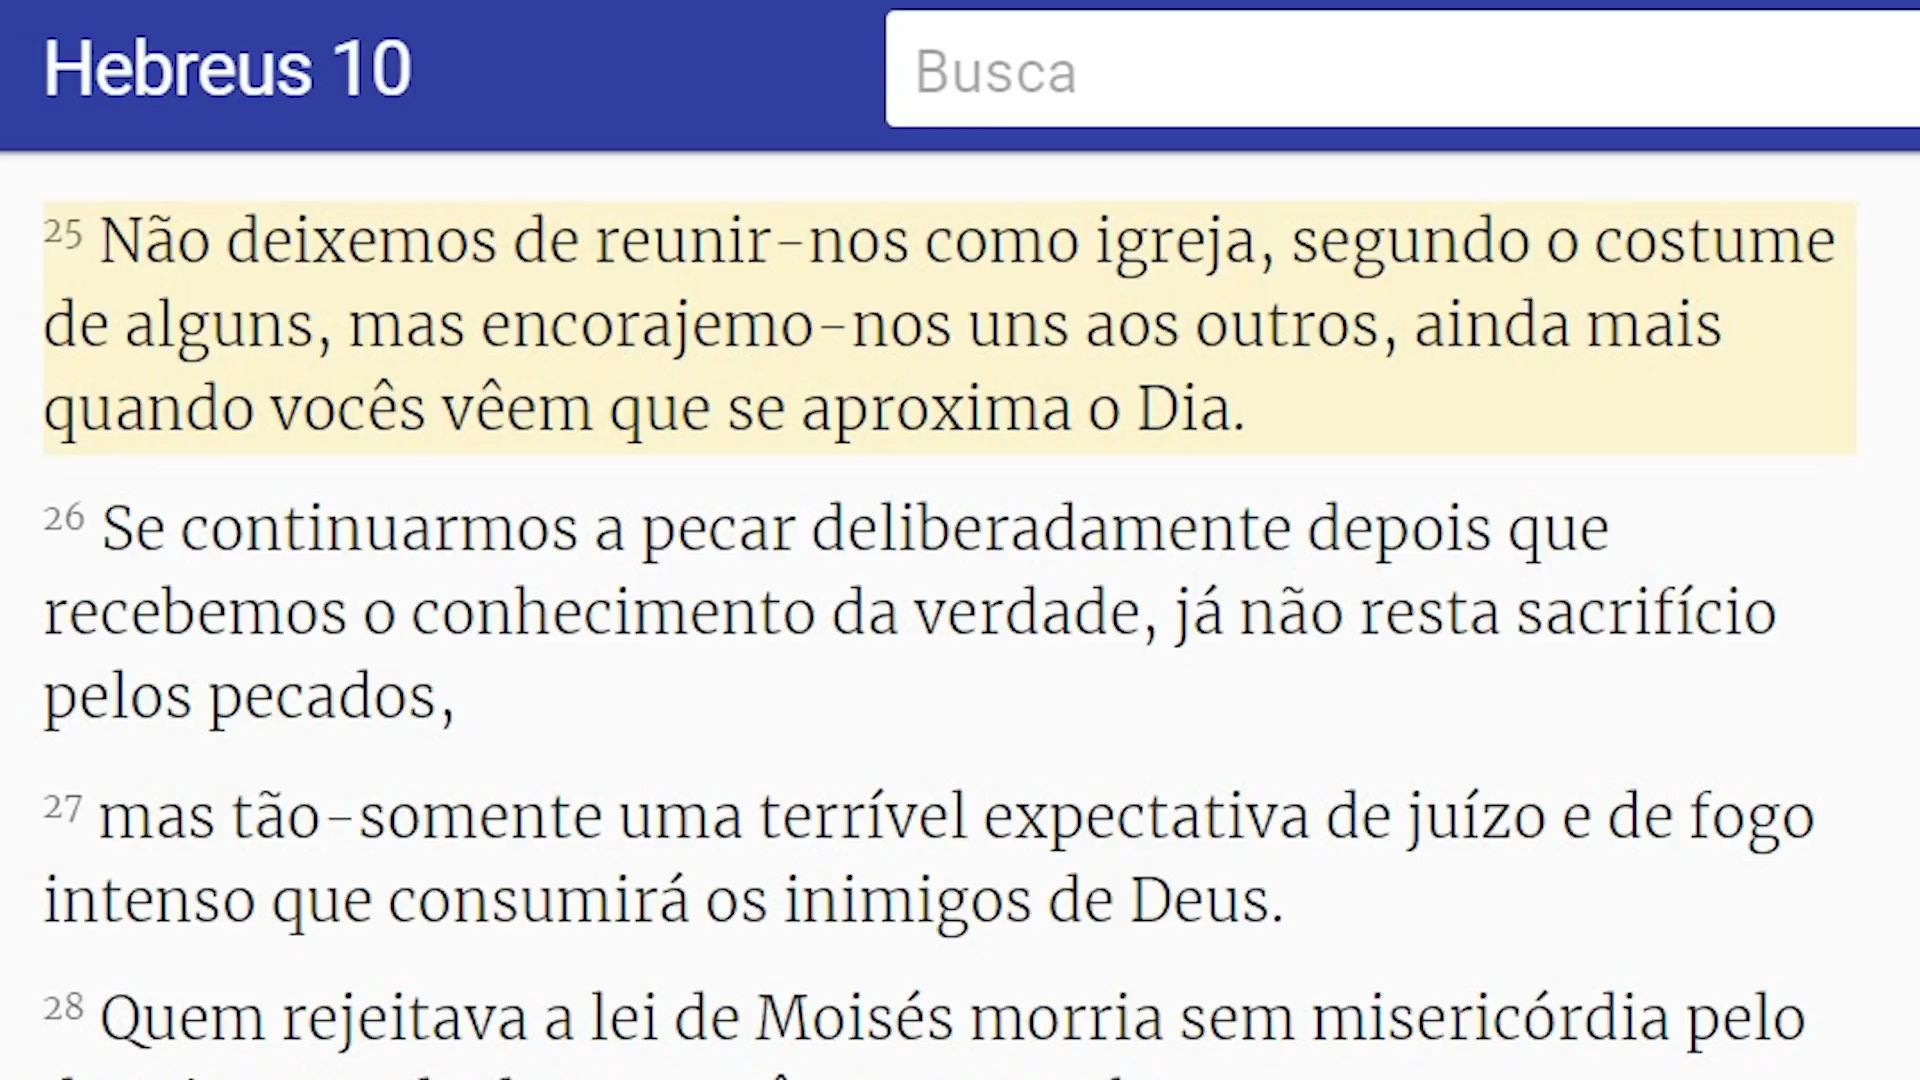 Hebreus 10
Busca
25 Não deixemos de reunir-nos como igreja, segundo o costume
de alguns, mas encorajemo-nos uns aos outros, ainda mais
quando vocês vêem que se aproxima o Dia.
26 Se continuarmos a pecar deliberadamente depois que
recebemos o conhecimento da verdade, já não resta sacrifício
pelos pecados,
27 mas tão-somente uma terrível expectativa de juízo e de fogo
intenso que consumirá os inimigos de Deus.
28 Quem rejeitava a lei de Moisés morria sem misericórdia pelo